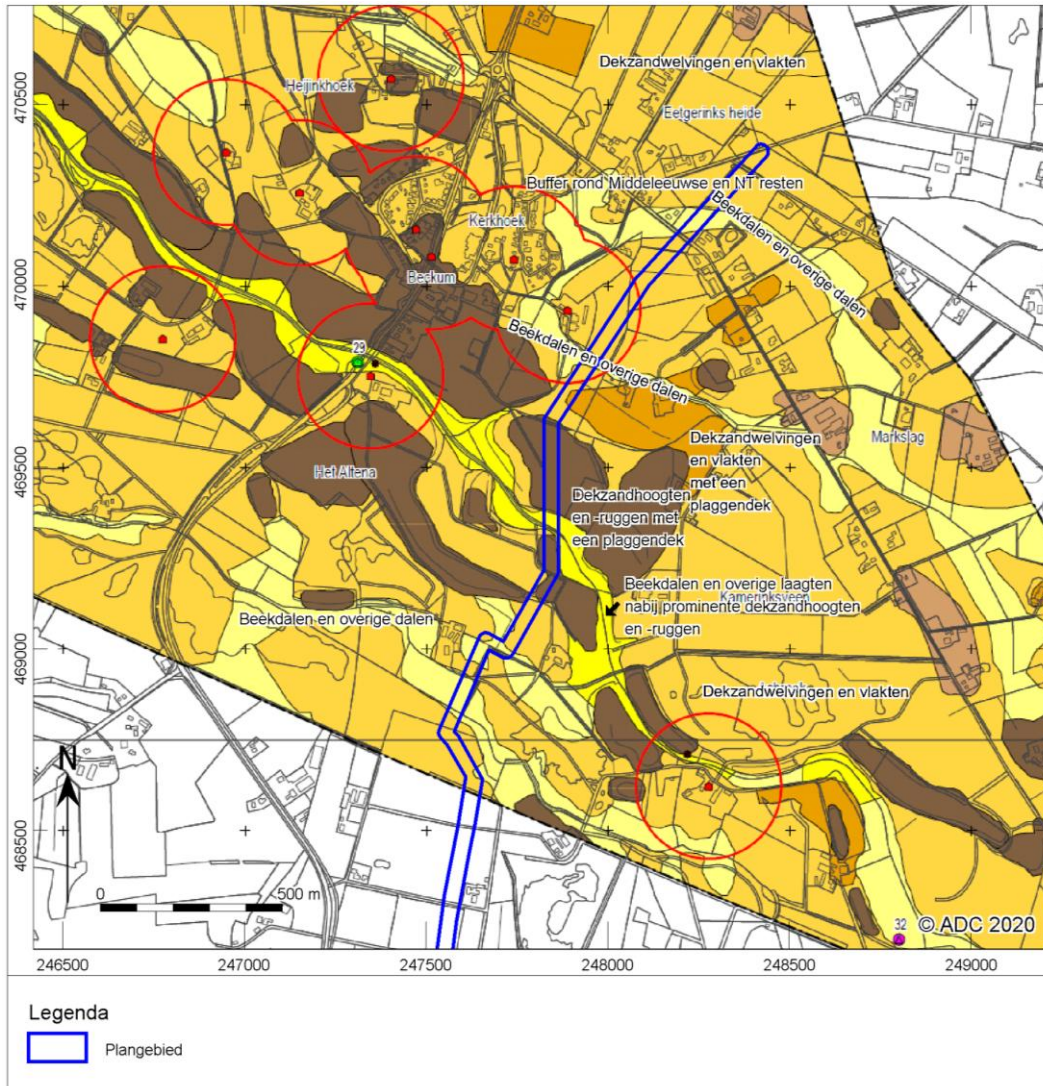 470500
470000
469500
469000
468500
Dekzandwelvingen en vlakten
Heijinkhoek
Eetgerinks heide
Buffer rond Middeleeuwse en NT resten
Kerkhoek
Beekdalen en overige dalen
Beckum
29
Beekdalen en overige dalen
Markslag
Dekzandwelvingen
en vlakten
met een
plaggendek
Het Altena
Dekzandhoogten
en -ruggen met
een plaggendek
Beekdalen en overige laagten
Kamerinksveen
nabij prominente dekzandhoogten
en -ruggen
Beekdalen en overige dalen
Dekzandwelvingen en vlakten
N
0
500 m
32
© ADC 2020
246500
247000
247500
248000
248500
249000
Legenda
Plangebied